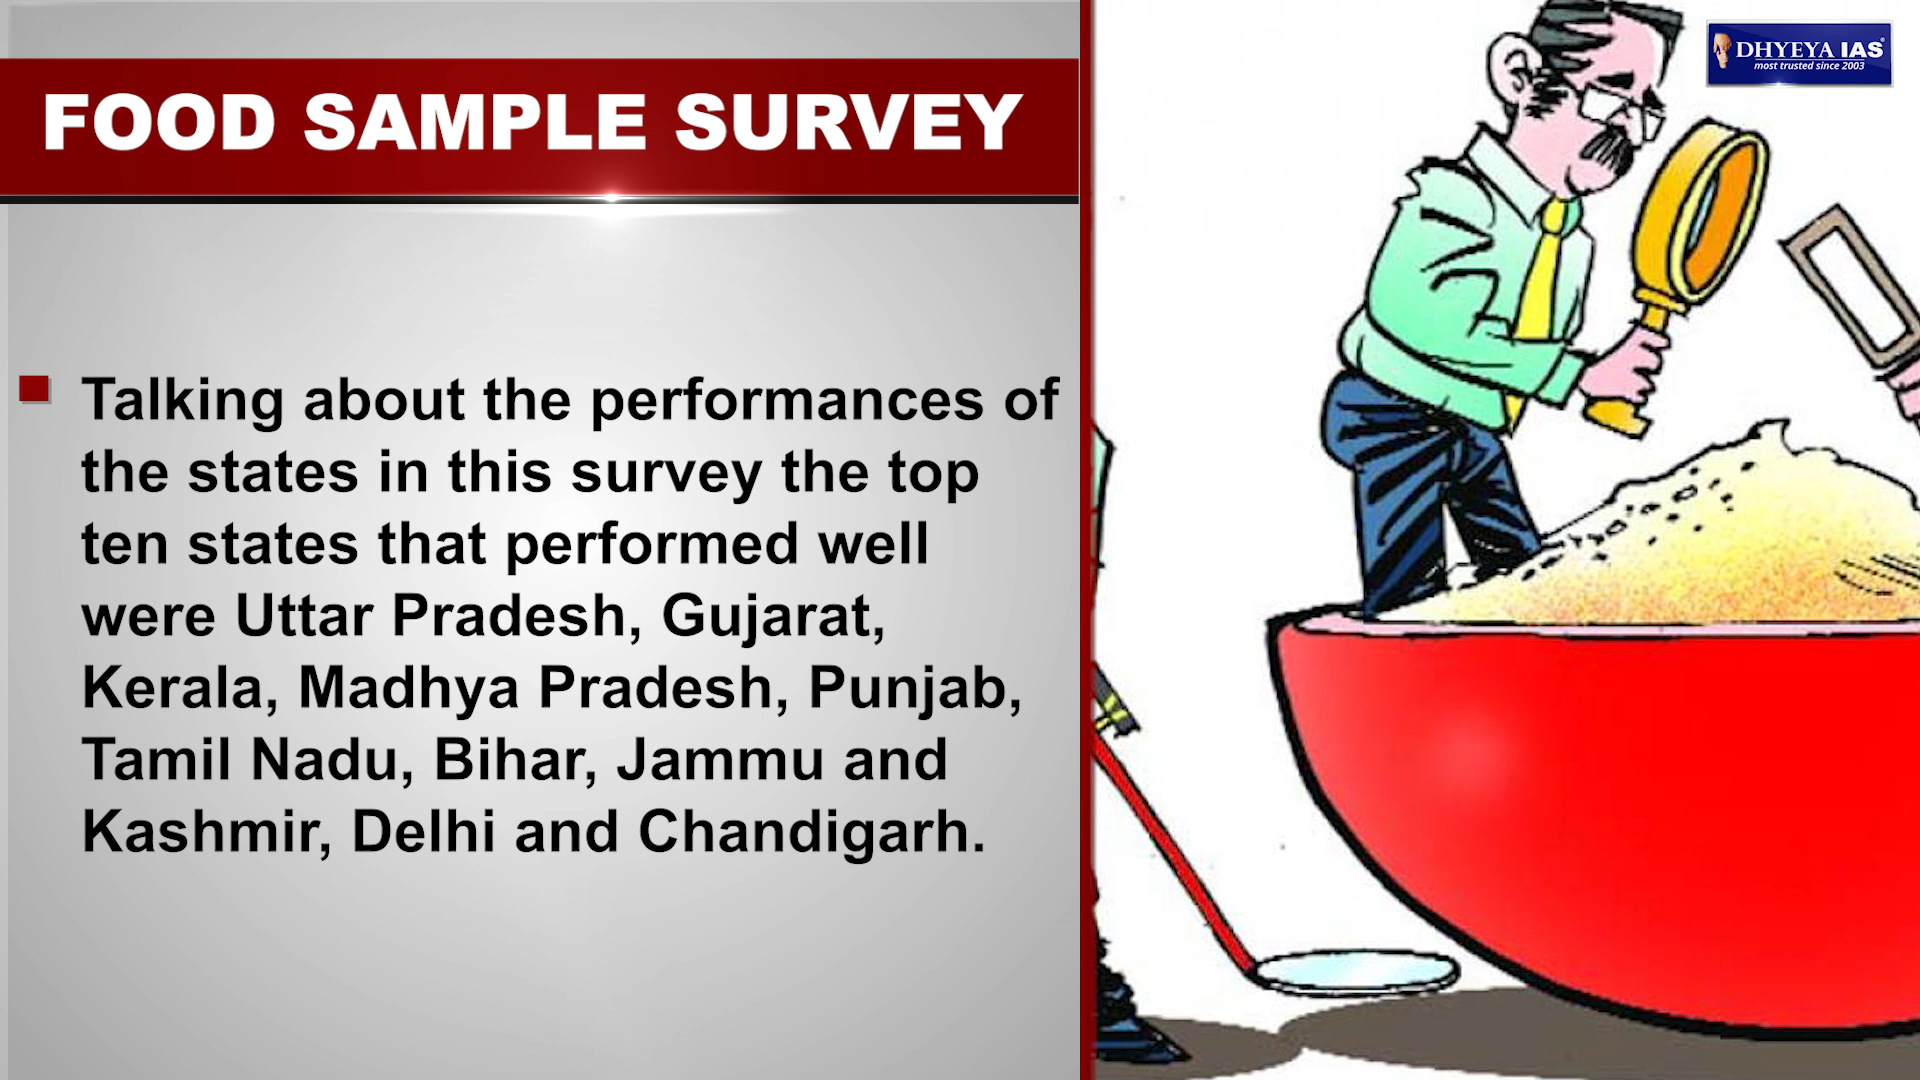 FOOD SAMPLE SURVEY
DHYEYA IAS®
most trusted since 2003
Talking about the performances of
the states in this survey the top
ten states that performed well
were Uttar Pradesh, Gujarat,
Kerala, Madhya Pradesh, Punjab,
Tamil Nadu, Bihar, Jammu and
Kashmir, Delhi and Chandigarh.